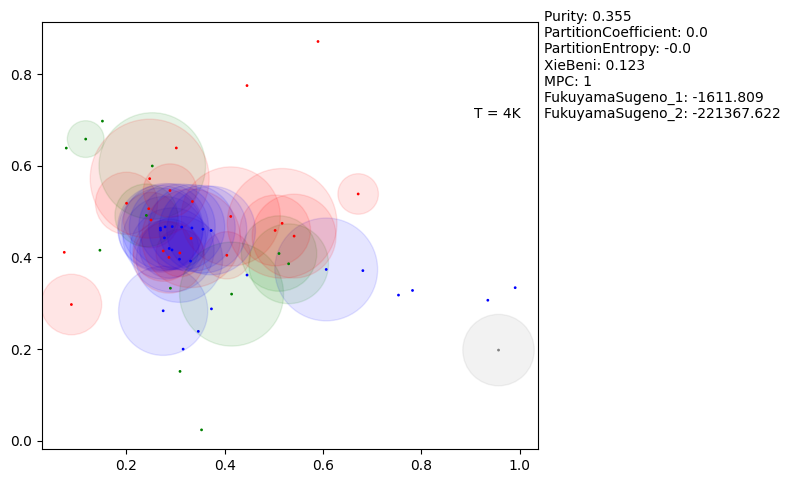 Purity: 0.355
PartitionCoefficient: 0.0
PartitionEntropy: -0.0
XieBeni: 0.123
MPC: 1
FukuyamaSugeno_1: -1611.809
FukuyamaSugeno_2: -221367.622
T = 4K
0.8
0.6
0.4
0.2
0.0
0.2 0.4 0.6 0.8 1.0